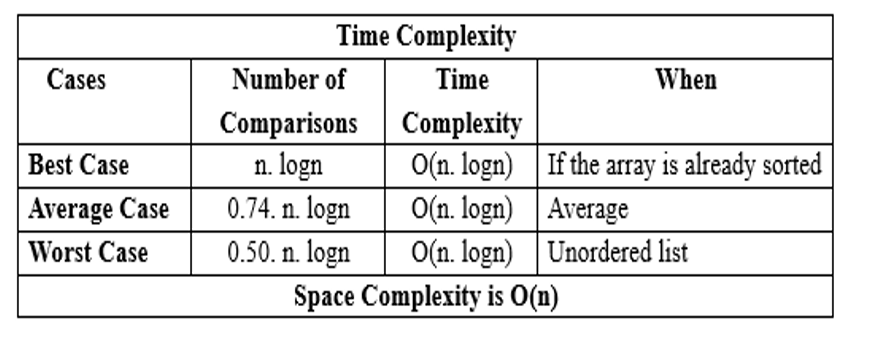 Time Complexity
Cases Number of Comparisons Time Complexity When
Best Case n. logn O(n. logn) If the array is already sorted
Average Case 0.74. n. logn O(n. logn) Average
Worst Case 0.50. n. logn O(n. logn) Unordered list
Space Complexity is O(n)